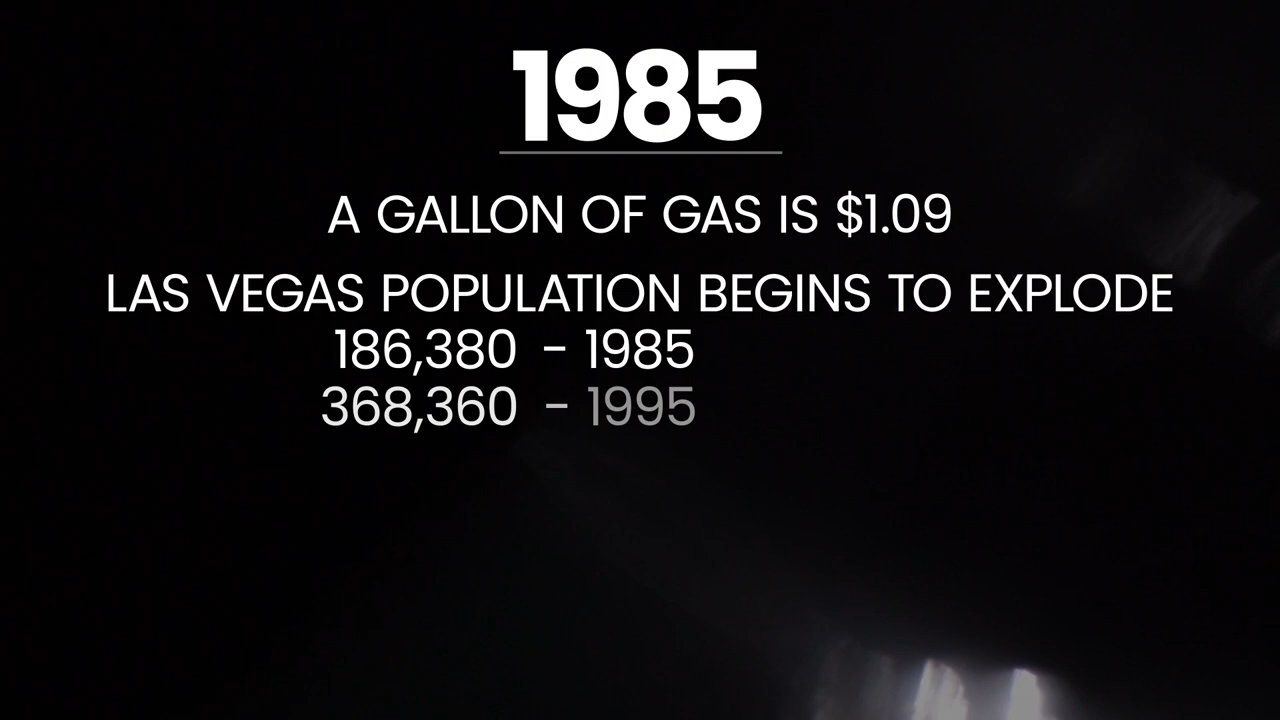 1985
A GALLON OF GAS IS $1.09
LAS VEGAS POPULATION BEGINS TO EXPLODE
186,380 - 1985
368,360 - 1995